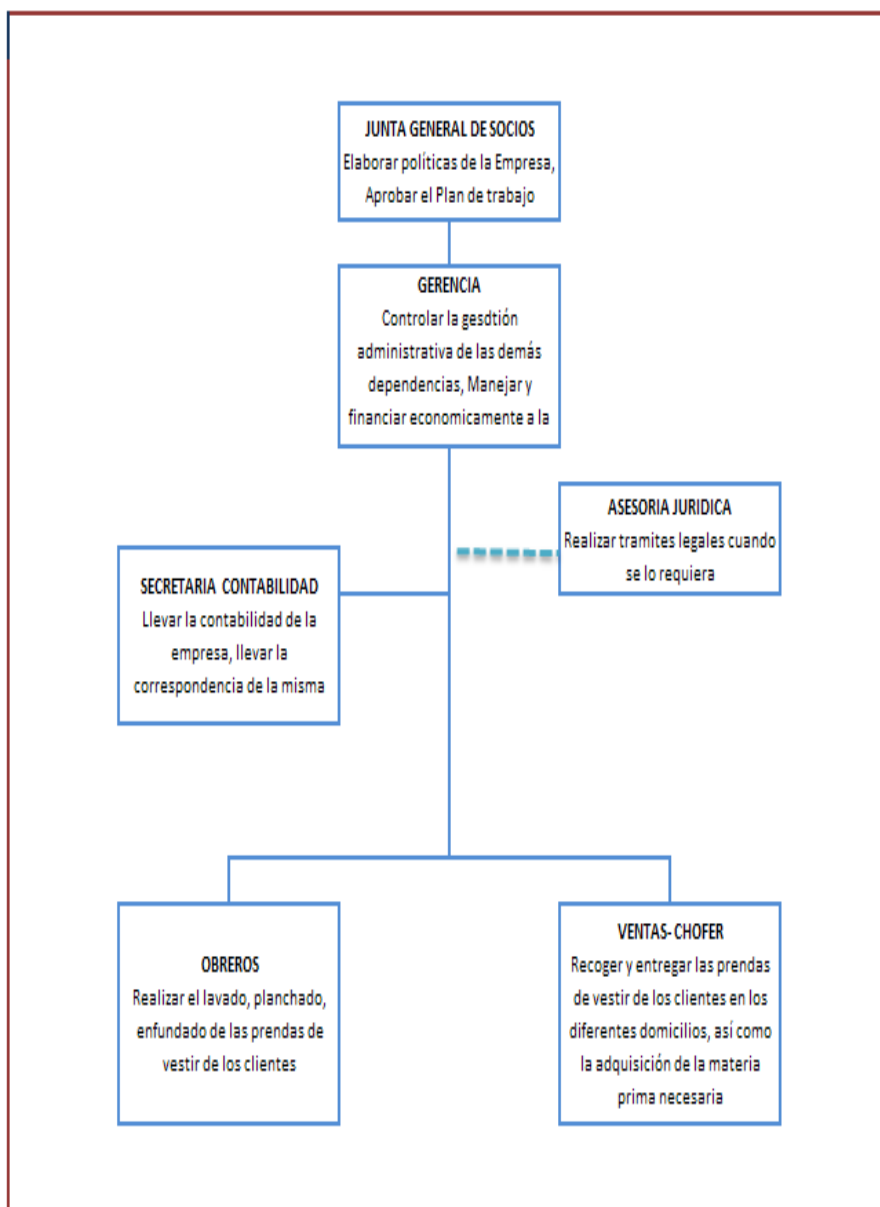 JUNTA GENERAL DE SOCIOS
Elaborar políticas de la Empresa,
Aprobar el Plan de trabajo
GERENCIA
Controlar la gesdtión
administrativa de las demás
dependencias, Manejar y
financiar economicamente a la
ASESORIA JURIDICA
Realizar tramites legales cuando
se lo requiera
SECRETARIA CONTABILIDAD
Llevar la contabilidad de la
empresa, llevar la
correspondencia de la misma
OBREROS
Realizar el lavado, planchado,
enfundado de las prendas de
vestir de los clientes
VENTAS- CHOFER
Recoger y entregar las prendas
de vestir de los clientes en los
diferentes domicilios, así como
la adquisición de la materia
prima necesaria